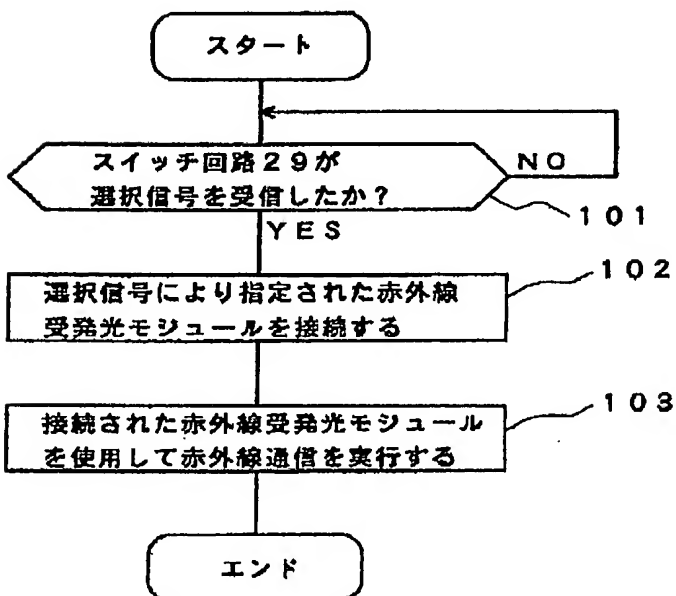 スタート
スイッチ回路２９が
選択信号を受信したか？
ＮＯ
１０１
ＹＥＳ
１０２
選択信号により指定された赤外線
受発光モジュールを接続する
１０３
接続された赤外線受発光モジュール
を使用して赤外線通信を実行する
エンド